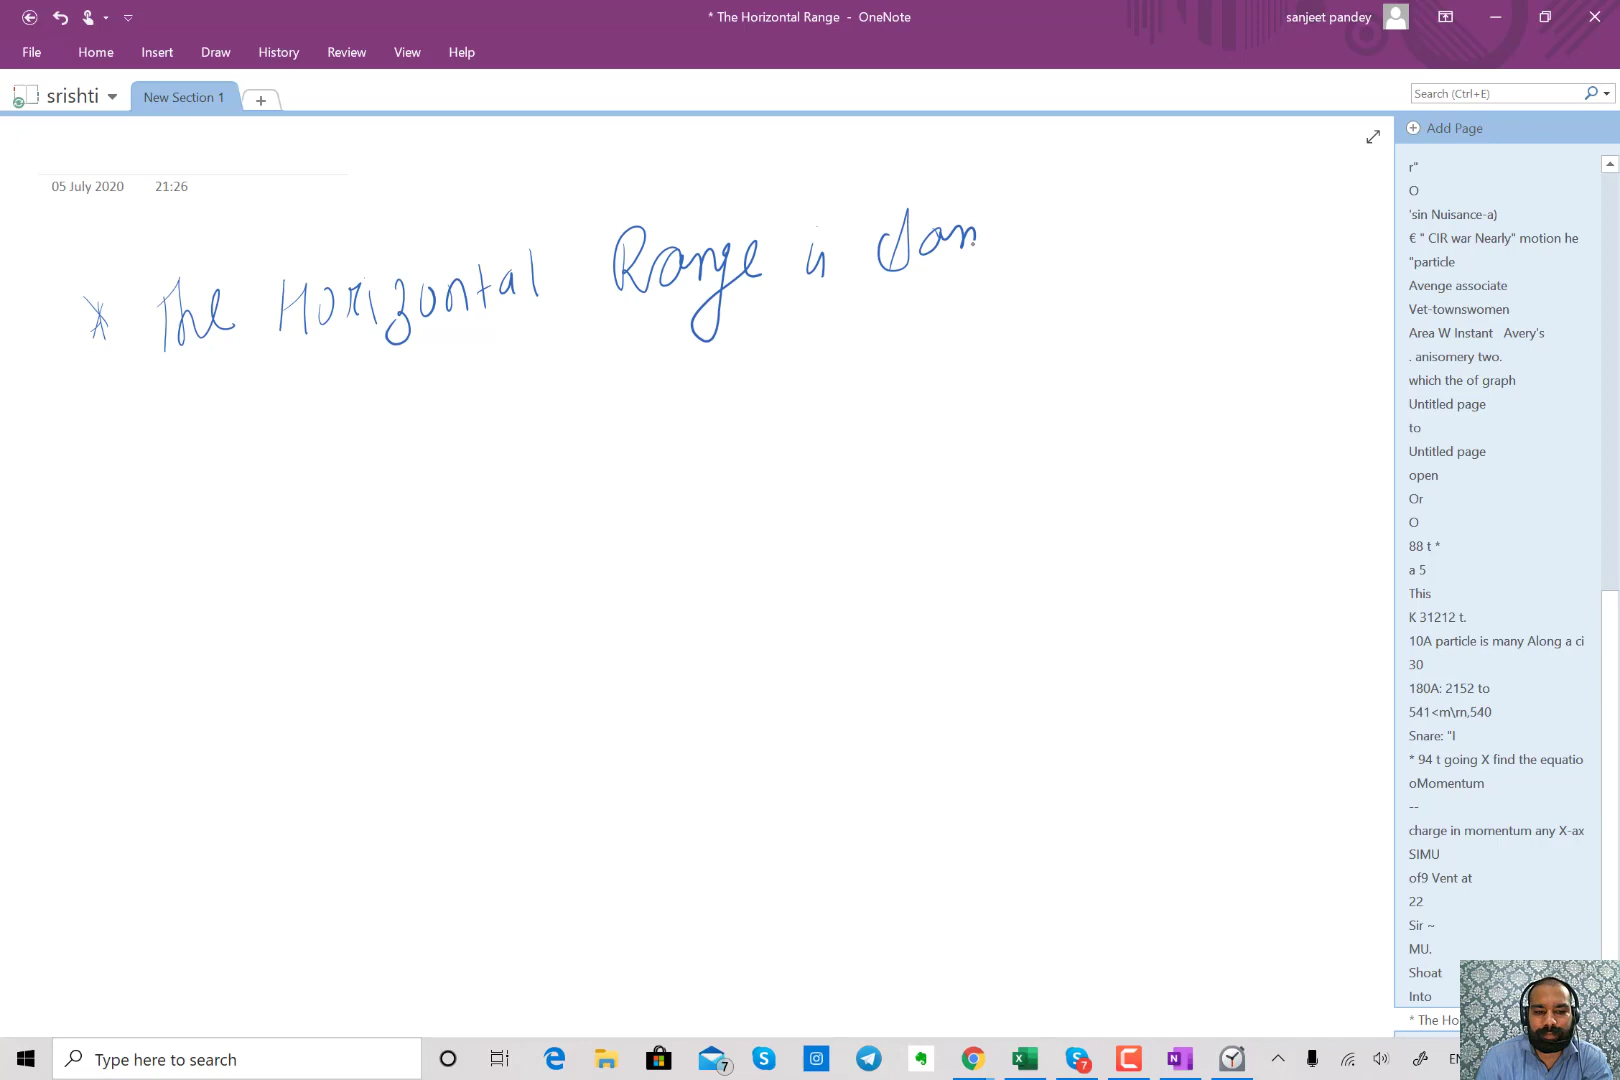 * The Horizontal Range - OneNote
sanjeet pandey
File Home Insert Draw History Review View Help
srishti New Section 1
Search (Ctrl+E)
Add Page
05 July 2020 21:26
* The Horizontal Range is Sam
r"
O
'sin Nuisance-a)
€ " CIR war Nearly" motion he
"particle
Avenge associate
Vet-townswomen
Area W Instant Avery's
. anisomery two.
which the of graph
Untitled page
to
Untitled page
open
Or
O
88 t *
a 5
This
K 31212 t.
10A particle is many Along a ci
30
180A: 2152 to
541<m\rn,540
Snare: "I
* 94 t going X find the equatio
oMomentum
--
charge in momentum any X-ax
SIMU
of9 Vent at
22
Sir ~
MU.
Shoat
Into
* The Ho
Type here to search
7
7